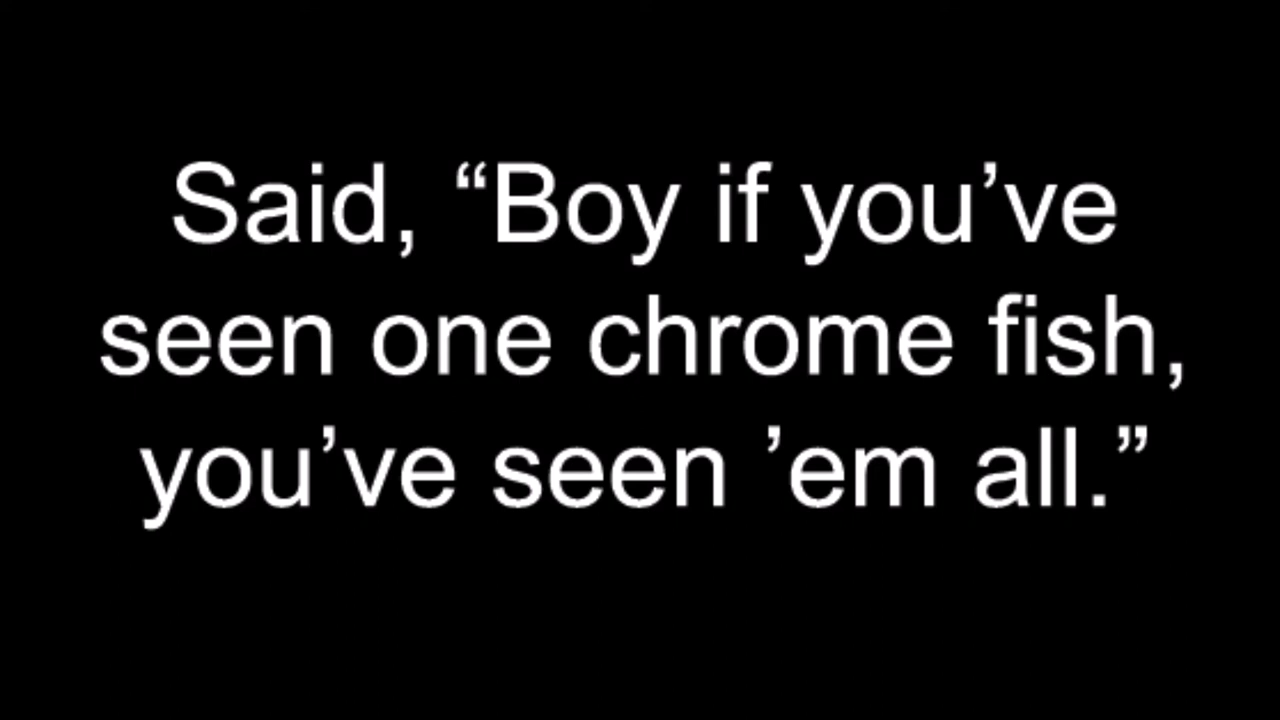 Said, “Boy if you’ve
seen one chrome fish,
you’ve seen ’em all.”